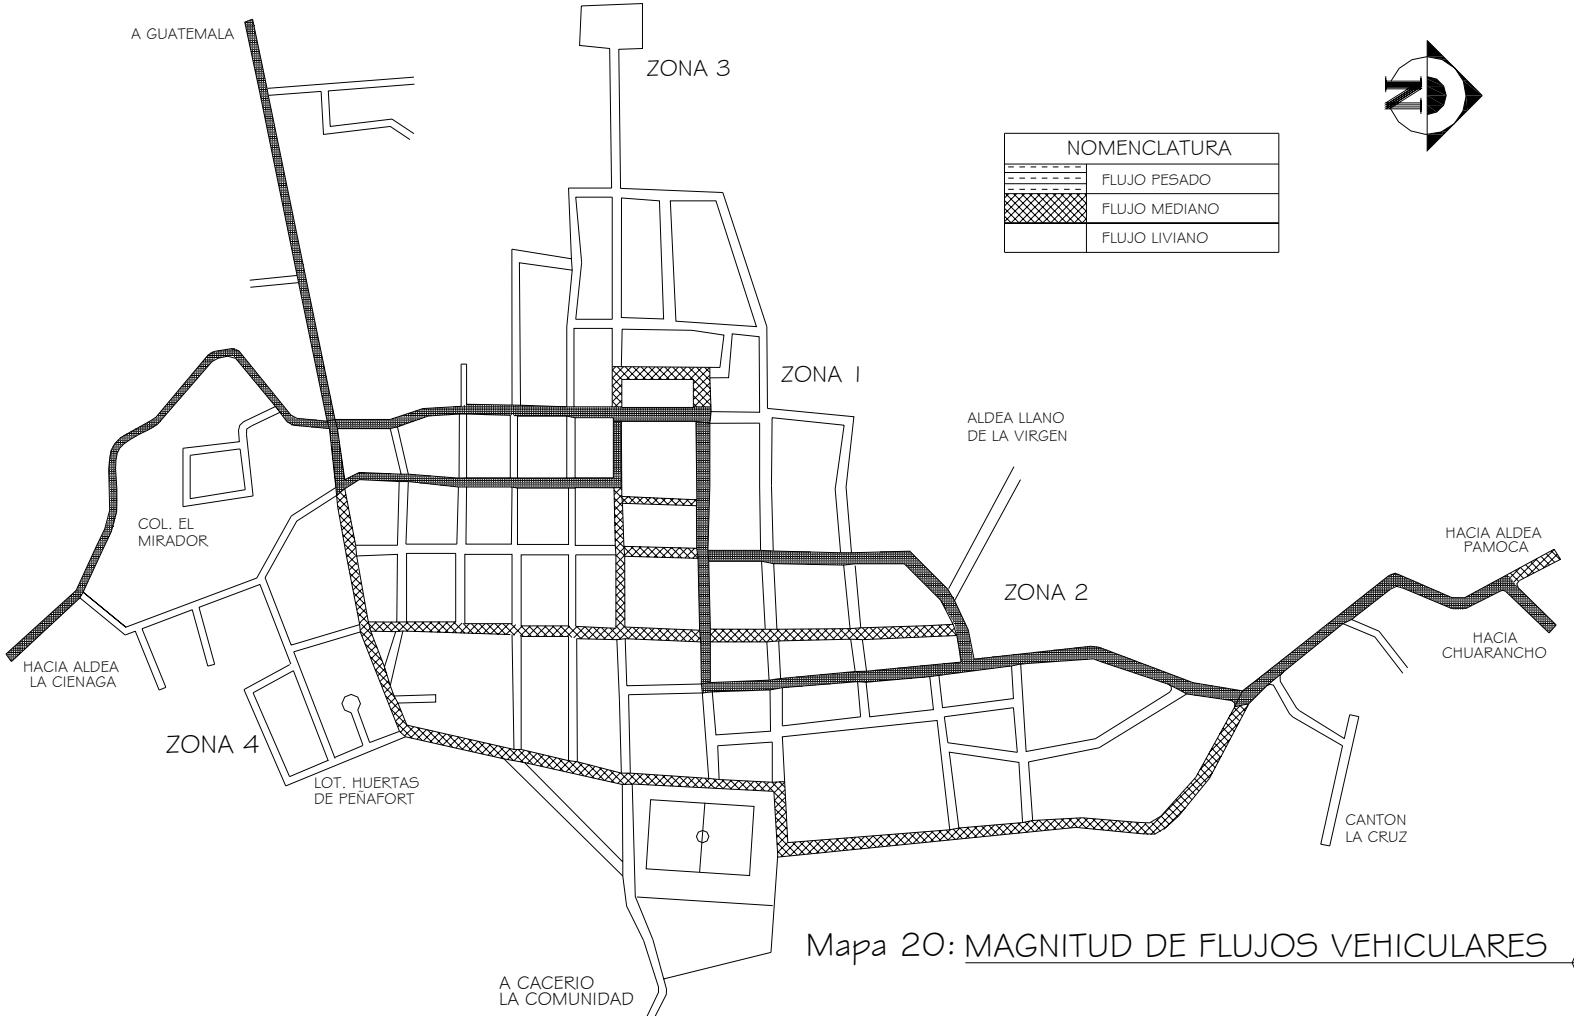 A GUATEMALA
ZONA 3
N
NOMENCLATURA
FLUJO PESADO
FLUJO MEDIANO
FLUJO LIVIANO
ZONA 1
ALDEA LLANO
DE LA VIRGEN
COL. EL
MIRADOR
HACIA ALDEA
PAMOCA
ZONA 2
HACIA
CHUARANCHO
HACIA ALDEA
LA CIENAGA
ZONA 4
LOT. HUERTAS
DE PEÑAFORT
CANTON
LA CRUZ
Mapa 20: MAGNITUD DE FLUJOS VEHICULARES
A CACERIO
LA COMUNIDAD